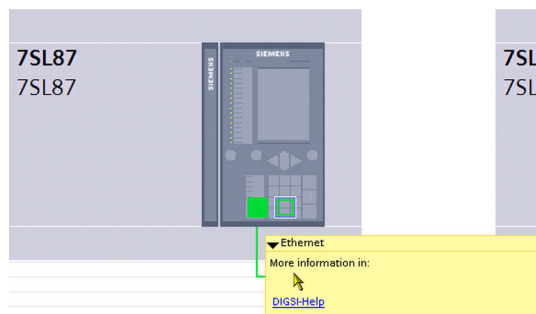 7SL87
7SL87
SIEMENS
SIEMENS
7SL
7SL
Ethernet
More information in:
DIGSI-Help